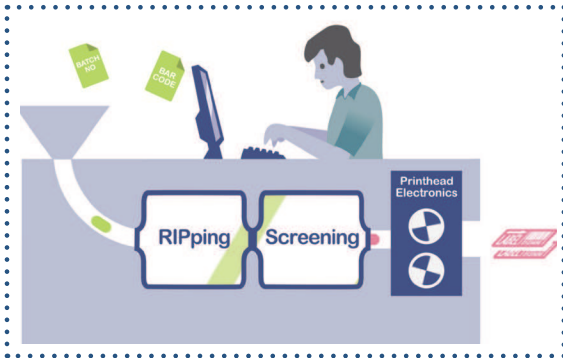 BATCH
NO
BAR
CODE
Printhead
Electronics
RIPping
Screening